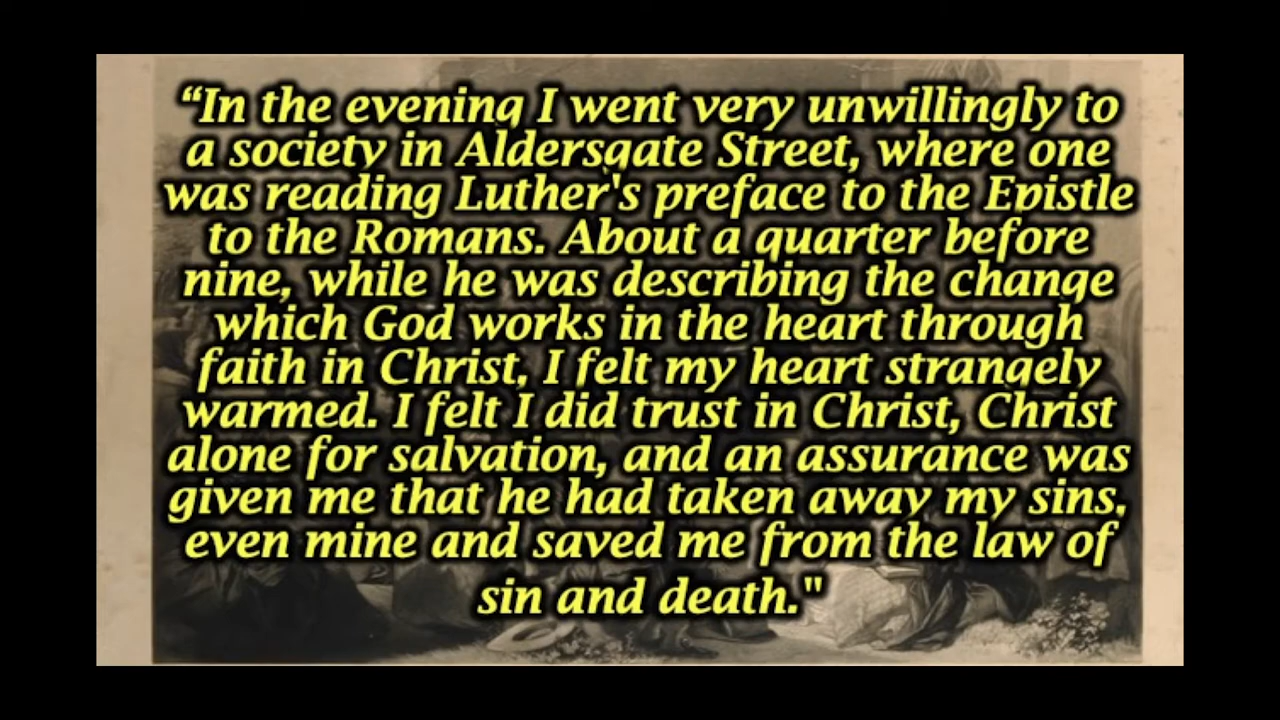 “In the evening I went very unwillingly to
a society in Aldersgate Street, where one
was reading Luther's preface to the Epistle
to the Romans. About a quarter before
nine, while he was describing the change
which God works in the heart through
faith in Christ, I felt my heart strangely
warmed. I felt I did trust in Christ, Christ
alone for salvation, and an assurance was
given me that he had taken away my sins,
even mine and saved me from the law of
sin and death."